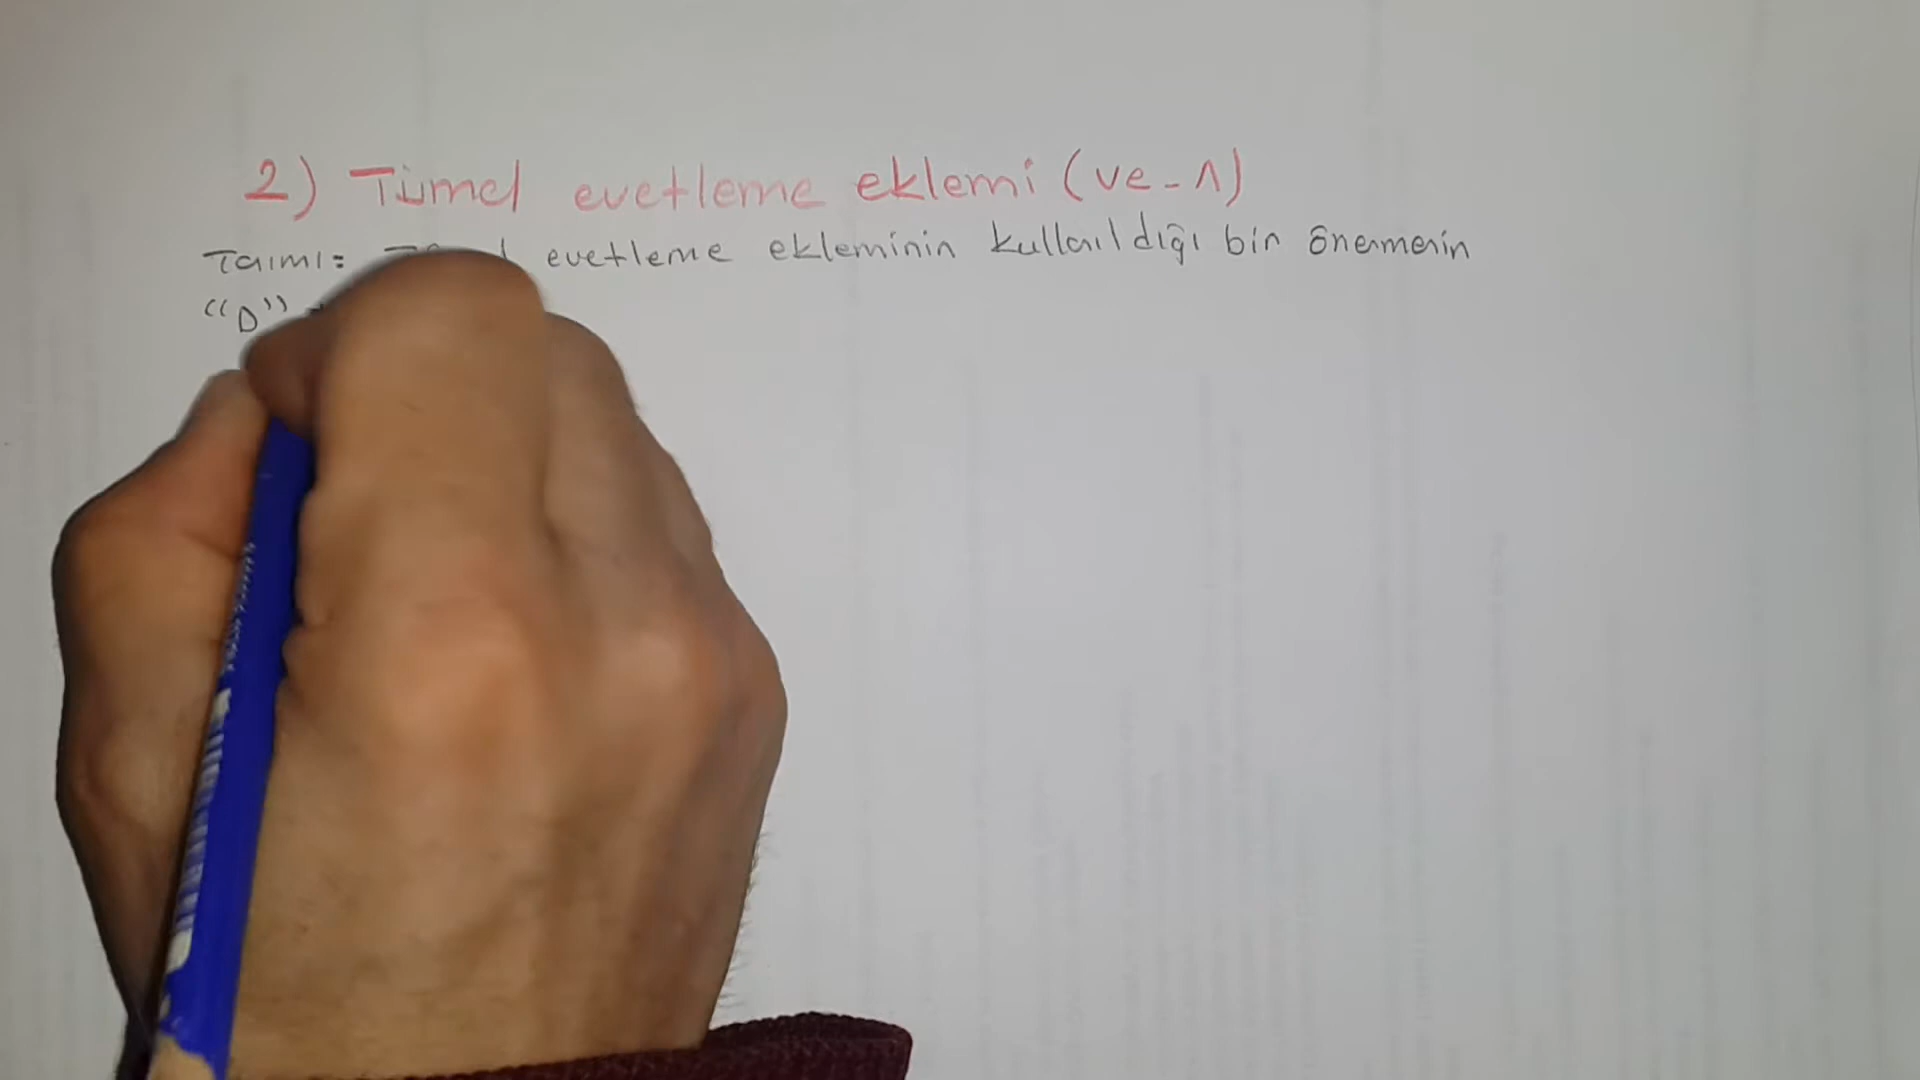 2) Tümel evetleme eklemi (ve-Λ)
Tanımı: evetleme ekleminin kullanıldığı bir önermenin
"D"